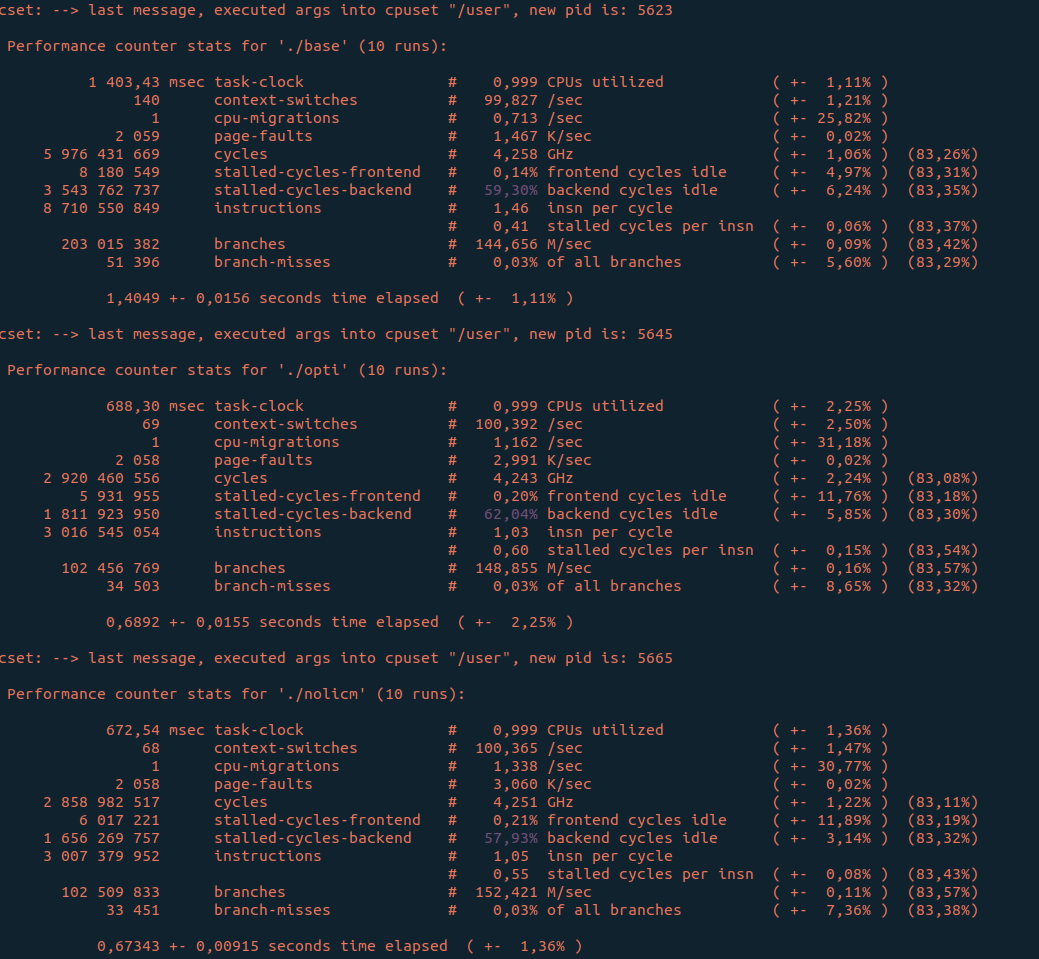 cset: --> last message, executed args into cpuset "/user", new pid is: 5623
Performance counter stats for './base' (10 runs):
1 403,43 msec task-clock # 0,999 CPUs utilized ( +- 1,11% )
140 context-switches # 99,827 /sec ( +- 1,21% )
1 cpu-migrations # 0,713 /sec ( +- 25,82% )
2 059 page-faults # 1,467 K/sec ( +- 0,02% )
5 976 431 669 cycles # 4,258 GHz ( +- 1,06% ) (83,26%)
8 180 549 stalled-cycles-frontend # 0,14% frontend cycles idle ( +- 4,97% ) (83,31%)
3 543 762 737 stalled-cycles-backend # 59,30% backend cycles idle ( +- 6,24% ) (83,35%)
8 710 550 849 instructions # 1,46 insn per cycle
# 0,41 stalled cycles per insn ( +- 0,06% ) (83,37%)
203 015 382 branches # 144,656 M/sec ( +- 0,09% ) (83,42%)
51 396 branch-misses # 0,03% of all branches ( +- 5,60% ) (83,29%)
1,4049 +- 0,0156 seconds time elapsed ( +- 1,11% )
cset: --> last message, executed args into cpuset "/user", new pid is: 5645
Performance counter stats for './opti' (10 runs):
688,30 msec task-clock # 0,999 CPUs utilized ( +- 2,25% )
69 context-switches # 100,392 /sec ( +- 2,50% )
1 cpu-migrations # 1,162 /sec ( +- 31,18% )
2 058 page-faults # 2,991 K/sec ( +- 0,02% )
2 920 460 556 cycles # 4,243 GHz ( +- 2,24% ) (83,08%)
5 931 955 stalled-cycles-frontend # 0,20% frontend cycles idle ( +- 11,76% ) (83,18%)
1 811 923 950 stalled-cycles-backend # 62,04% backend cycles idle ( +- 5,85% ) (83,30%)
3 016 545 054 instructions # 1,03 insn per cycle
# 0,60 stalled cycles per insn ( +- 0,15% ) (83,54%)
102 456 769 branches # 148,855 M/sec ( +- 0,16% ) (83,57%)
34 503 branch-misses # 0,03% of all branches ( +- 8,65% ) (83,32%)
0,6892 +- 0,0155 seconds time elapsed ( +- 2,25% )
cset: --> last message, executed args into cpuset "/user", new pid is: 5665
Performance counter stats for './nolicm' (10 runs):
672,54 msec task-clock # 0,999 CPUs utilized ( +- 1,36% )
68 context-switches # 100,365 /sec ( +- 1,47% )
1 cpu-migrations # 1,338 /sec ( +- 30,77% )
2 058 page-faults # 3,060 K/sec ( +- 0,02% )
2 858 982 517 cycles # 4,251 GHz ( +- 1,22% ) (83,11%)
6 017 221 stalled-cycles-frontend # 0,21% frontend cycles idle ( +- 11,89% ) (83,19%)
1 656 269 757 stalled-cycles-backend # 57,93% backend cycles idle ( +- 3,14% ) (83,32%)
3 007 379 952 instructions # 1,05 insn per cycle
# 0,55 stalled cycles per insn ( +- 0,08% ) (83,43%)
102 509 833 branches # 152,421 M/sec ( +- 0,11% ) (83,57%)
33 451 branch-misses # 0,03% of all branches ( +- 7,36% ) (83,38%)
0,67343 +- 0,00915 seconds time elapsed ( +- 1,36% )